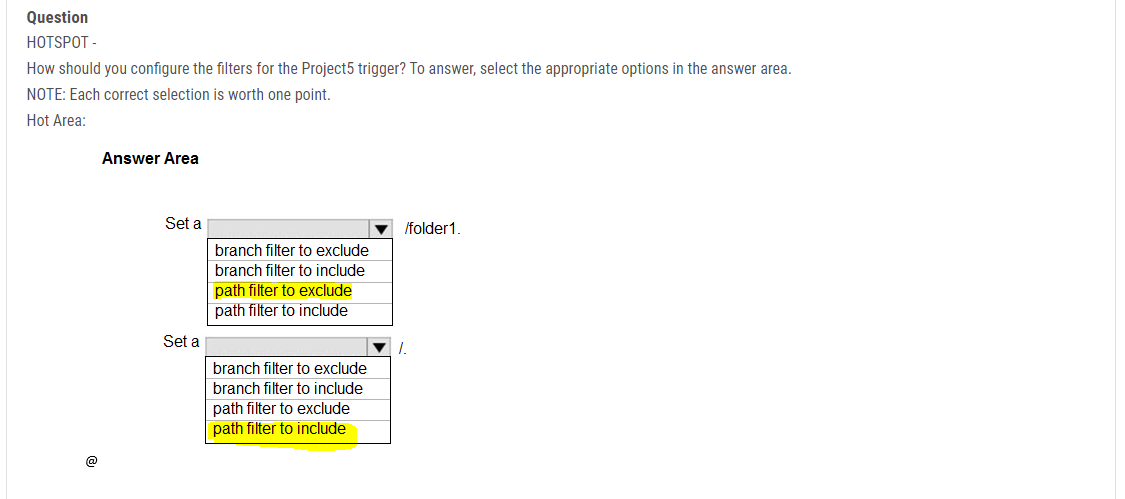 Question
HOTSPOT -
How should you configure the filters for the Project5 trigger? To answer, select the appropriate options in the answer area.
NOTE: Each correct selection is worth one point.
Hot Area:
Answer Area
Set a /folder1.
branch filter to exclude
branch filter to include
path filter to exclude
path filter to include
Set a /.
branch filter to exclude
branch filter to include
path filter to exclude
path filter to include
@